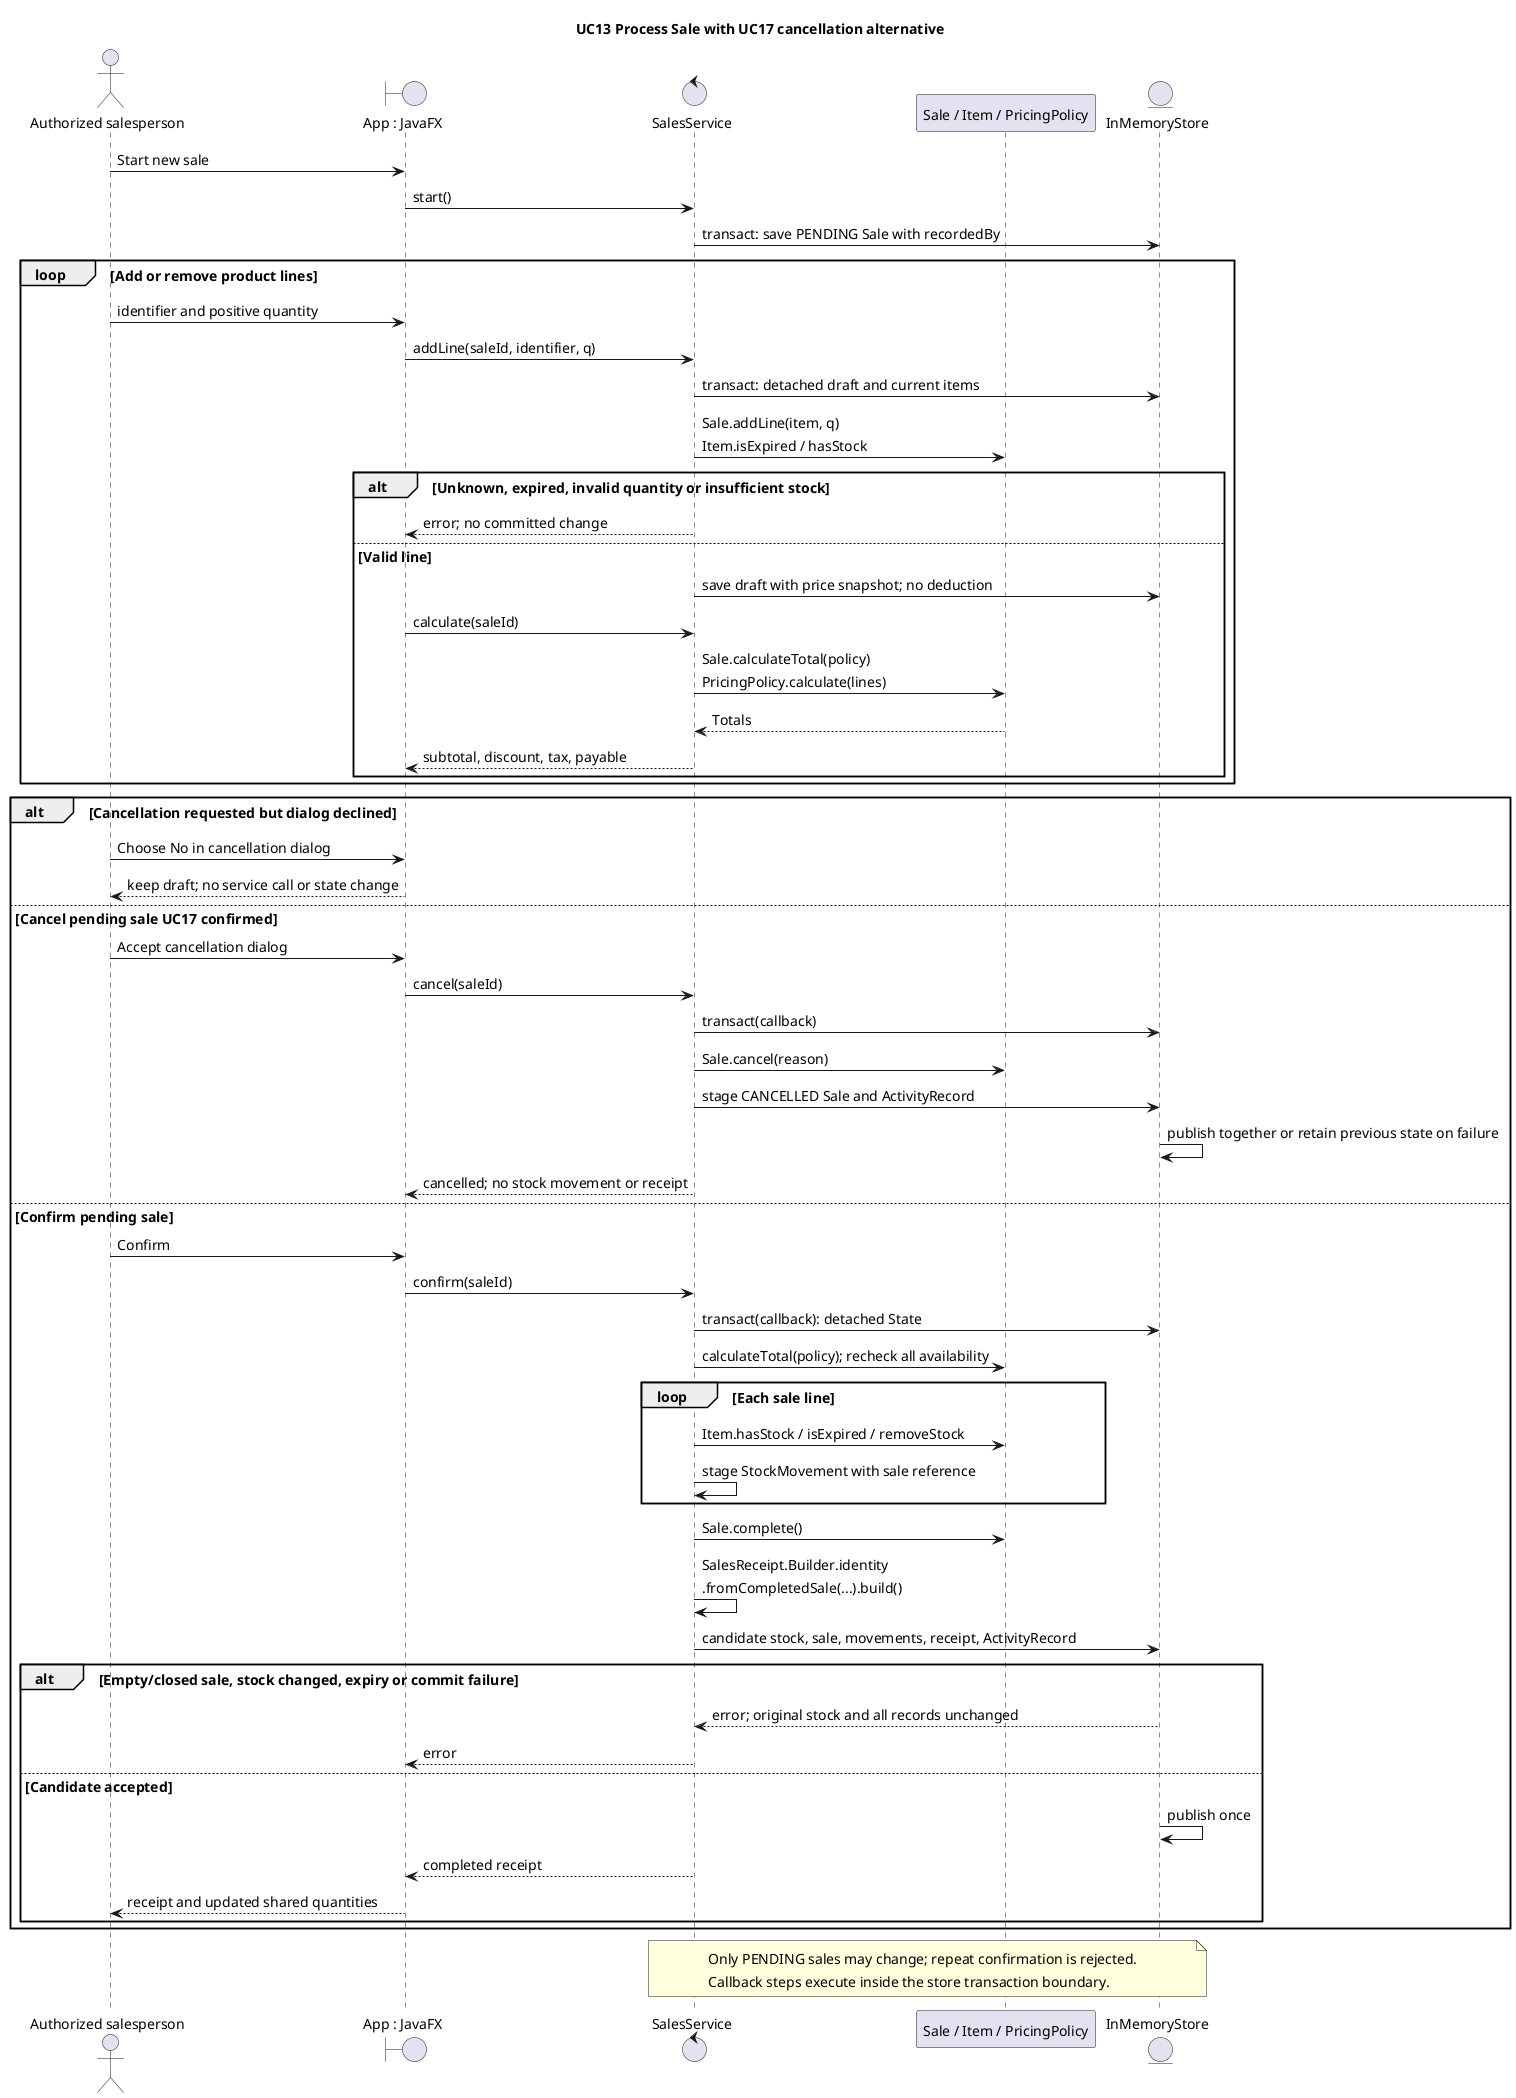 UC13 Process Sale with UC17 cancellation alternative
Authorized salesperson
App : JavaFX
SalesService
Sale / Item / PricingPolicy
InMemoryStore
Start new sale
start()
transact: save PENDING Sale with recordedBy
loop [Add or remove product lines]
identifier and positive quantity
addLine(saleId, identifier, q)
transact: detached draft and current items
Sale.addLine(item, q)
Item.isExpired / hasStock
alt [Unknown, expired, invalid quantity or insufficient stock]
error; no committed change
[Valid line]
save draft with price snapshot; no deduction
calculate(saleId)
Sale.calculateTotal(policy)
PricingPolicy.calculate(lines)
Totals
subtotal, discount, tax, payable
alt [Cancellation requested but dialog declined]
Choose No in cancellation dialog
keep draft; no service call or state change
[Cancel pending sale UC17 confirmed]
Accept cancellation dialog
cancel(saleId)
transact(callback)
Sale.cancel(reason)
stage CANCELLED Sale and ActivityRecord
publish together or retain previous state on failure
cancelled; no stock movement or receipt
[Confirm pending sale]
Confirm
confirm(saleId)
transact(callback): detached State
calculateTotal(policy); recheck all availability
loop [Each sale line]
Item.hasStock / isExpired / removeStock
stage StockMovement with sale reference
Sale.complete()
SalesReceipt.Builder.identity
.fromCompletedSale(...).build()
candidate stock, sale, movements, receipt, ActivityRecord
alt [Empty/closed sale, stock changed, expiry or commit failure]
error; original stock and all records unchanged
error
[Candidate accepted]
publish once
completed receipt
receipt and updated shared quantities
Only PENDING sales may change; repeat confirmation is rejected.
Callback steps execute inside the store transaction boundary.
Authorized salesperson
App : JavaFX
SalesService
Sale / Item / PricingPolicy
InMemoryStore